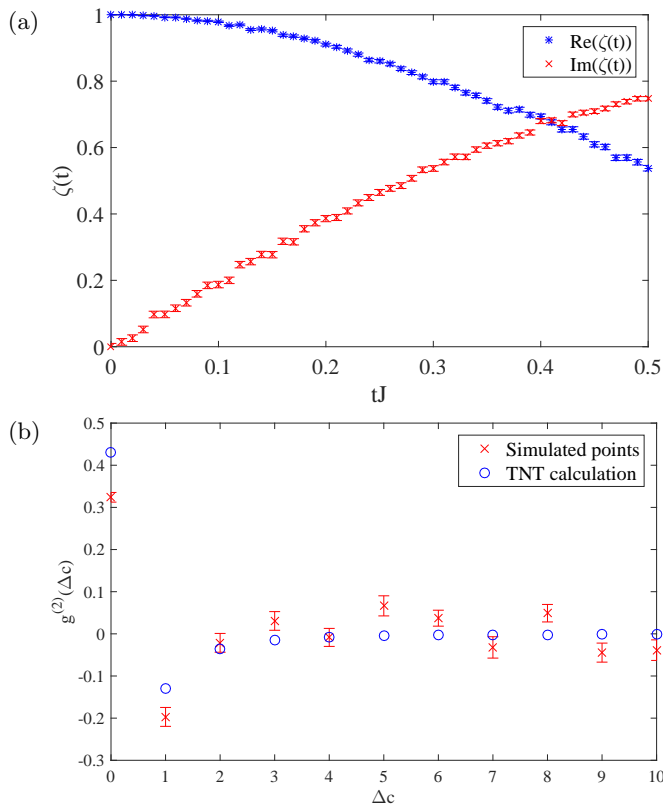 (a)
1
0.8
0.6
0.4
0.2
0
ζ(t)
Re(ζ(t))
Im(ζ(t))
0 0.1 0.2 0.3 0.4 0.5
tJ
(b)
0.5
0.4
0.3
0.2
0.1
0
-0.1
-0.2
-0.3
g(2)(Δc)
Simulated points
TNT calculation
0 1 2 3 4 5 6 7 8 9 10
Δc